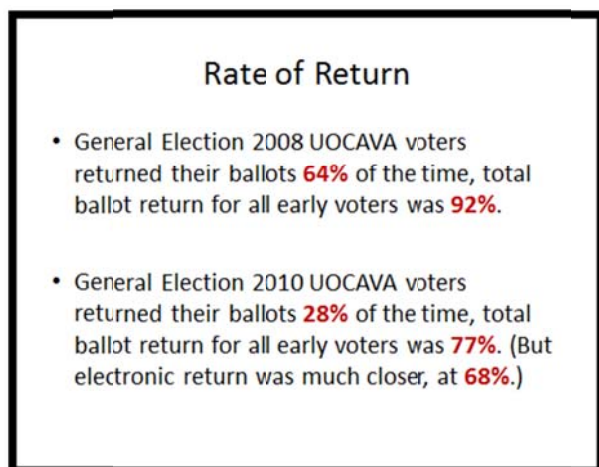 Rate of Return
• General Election 2008 UOCAVA voters
returned their ballots 64% of the time, total
ballot return for all early voters was 92%.
• General Election 2010 UOCAVA voters
returned their ballots 28% of the time, total
ballot return for all early voters was 77%. (But
electronic return was much closer, at 68%.)